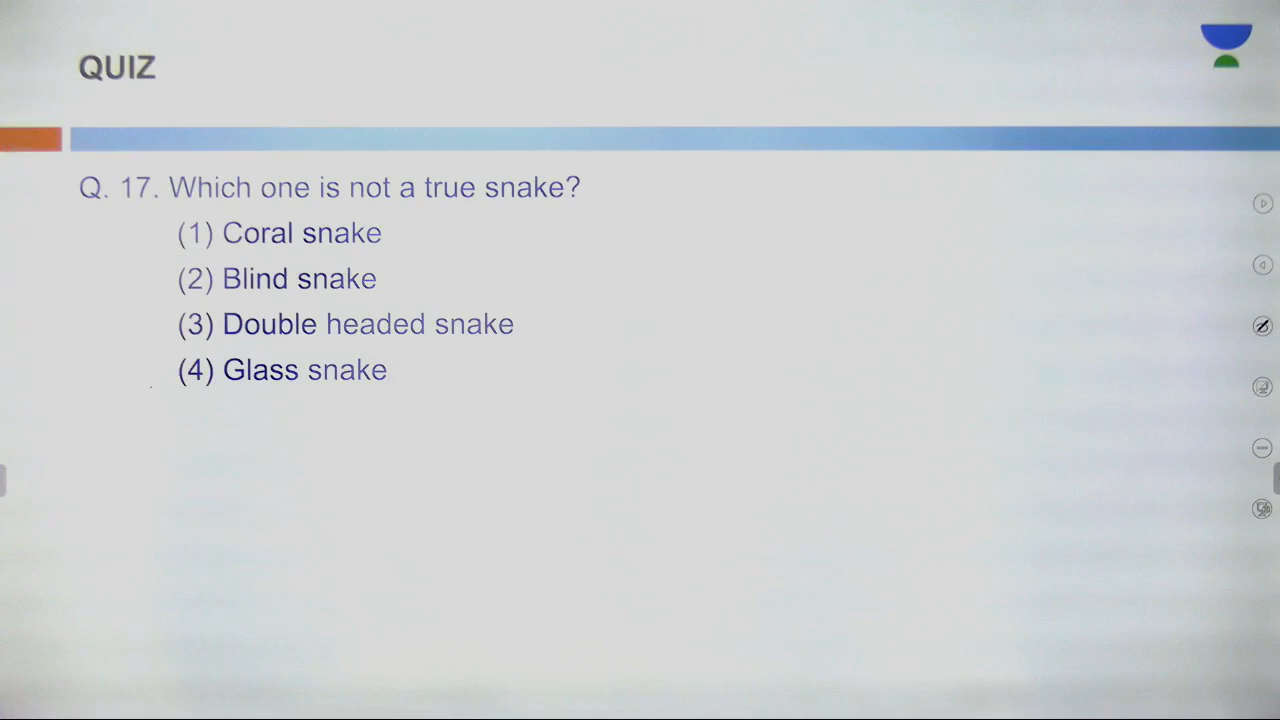 QUIZ
Q. 17. Which one is not a true snake?
(1) Coral snake
(2) Blind snake
(3) Double headed snake
(4) Glass snake